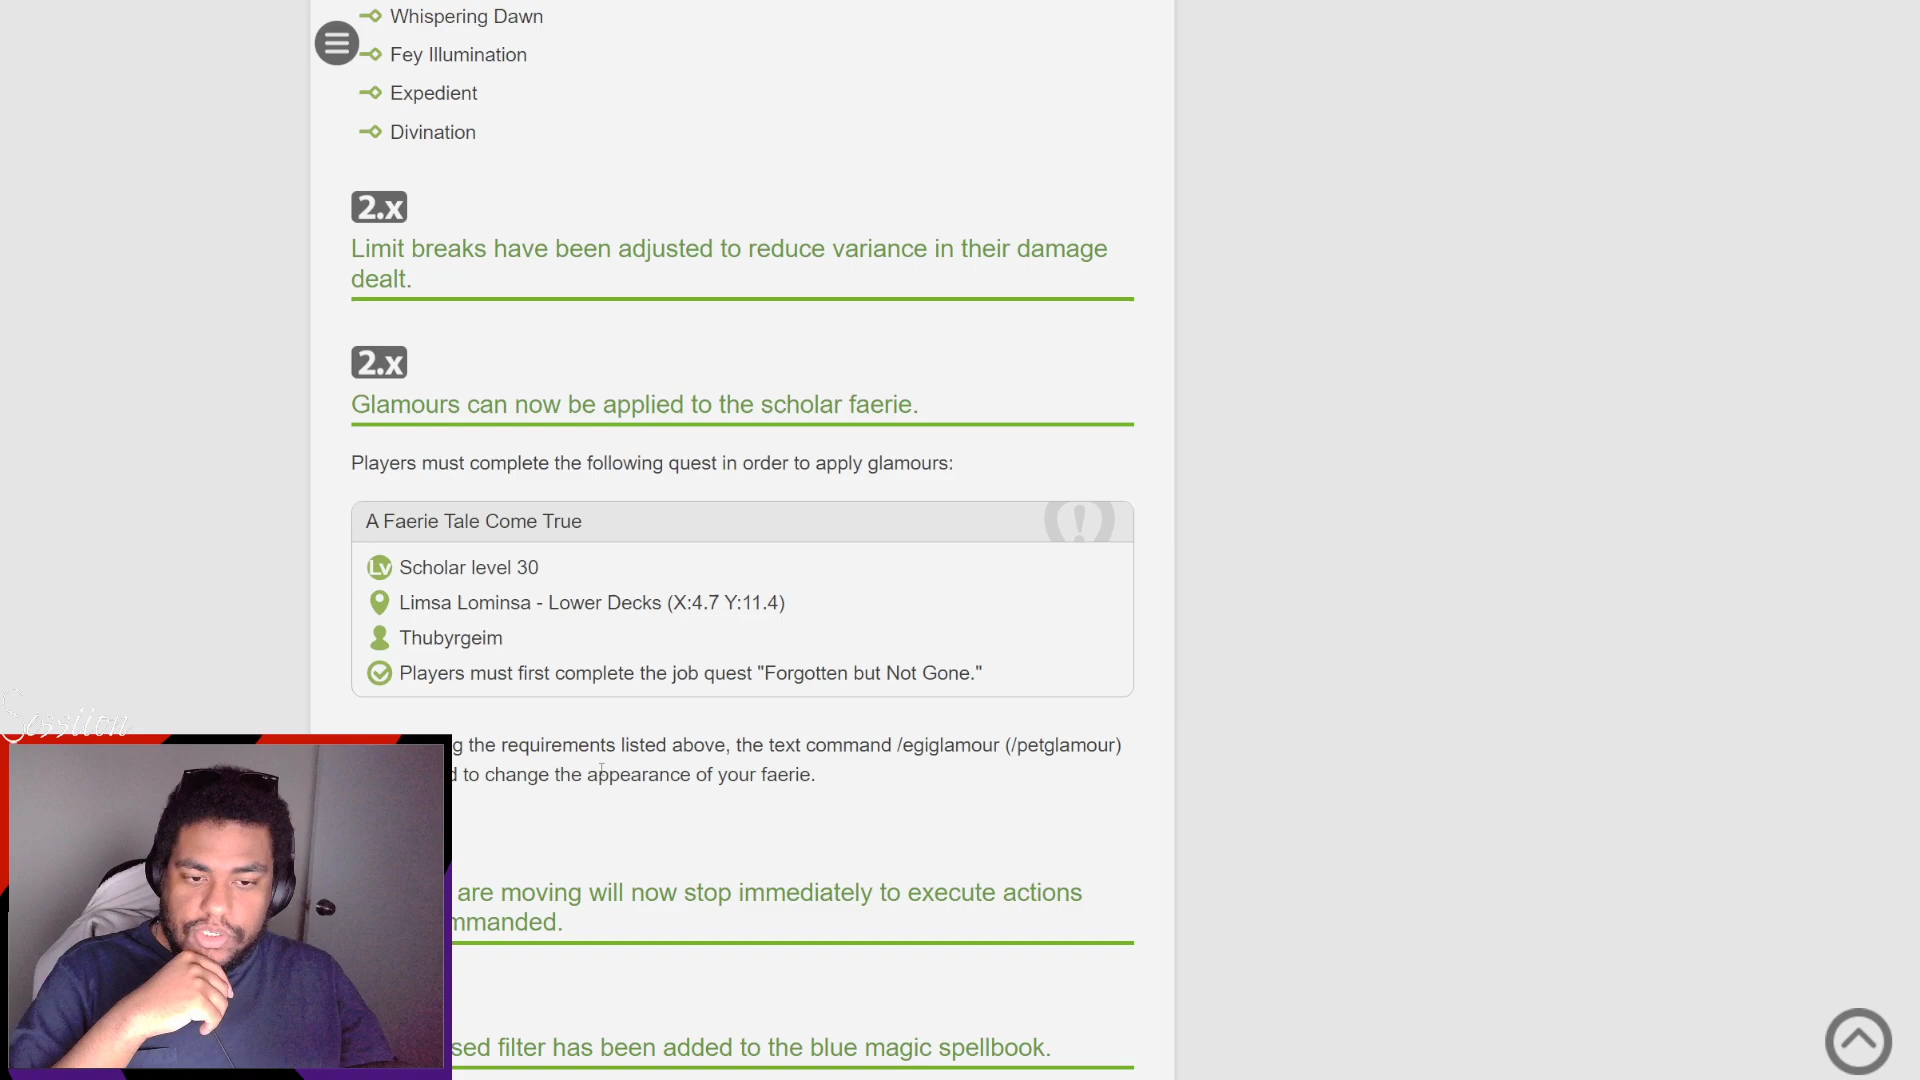 Whispering Dawn
Fey Illumination
Expedient
Divination
2.x
Limit breaks have been adjusted to reduce variance in their damage
dealt.
2.x
Glamours can now be applied to the scholar faerie.
Players must complete the following quest in order to apply glamours:
A Faerie Tale Come True
Lv Scholar level 30
Limsa Lominsa - Lower Decks (X:4.7 Y:11.4)
Thubyrgeim
Players must first complete the job quest "Forgotten but Not Gone."
Sessiion
g the requirements listed above, the text command /egiglamour (/petglamour)
d to change the appearance of your faerie.
are moving will now stop immediately to execute actions
mmanded.
sed filter has been added to the blue magic spellbook.